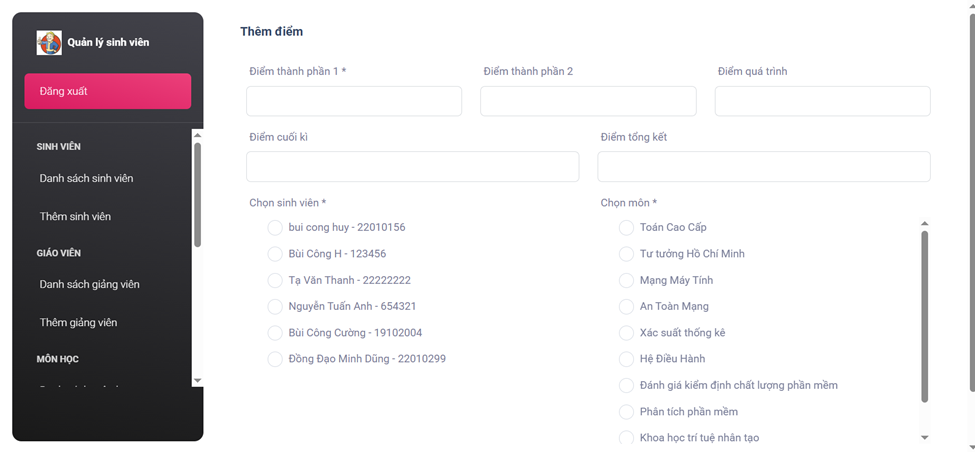 Quản lý sinh viên
Đăng xuất
SINH VIÊN
Danh sách sinh viên
Thêm sinh viên
GIÁO VIÊN
Danh sách giảng viên
Thêm giảng viên
MÔN HỌC
Thêm điểm
Điểm thành phần 1 * Điểm thành phần 2 Điểm quá trình
Điểm cuối kì Điểm tổng kết
Chọn sinh viên *
bui cong huy - 22010156
Bùi Công H - 123456
Tạ Văn Thanh - 22222222
Nguyễn Tuấn Anh - 654321
Bùi Công Cường - 19102004
Đồng Đạo Minh Dũng - 22010299
Chọn môn *
Toán Cao Cấp
Tư tưởng Hồ Chí Minh
Mạng Máy Tính
An Toàn Mạng
Xác suất thống kê
Hệ Điều Hành
Đánh giá kiểm định chất lượng phần mềm
Phân tích phần mềm
Khoa học trí tuệ nhân tạo